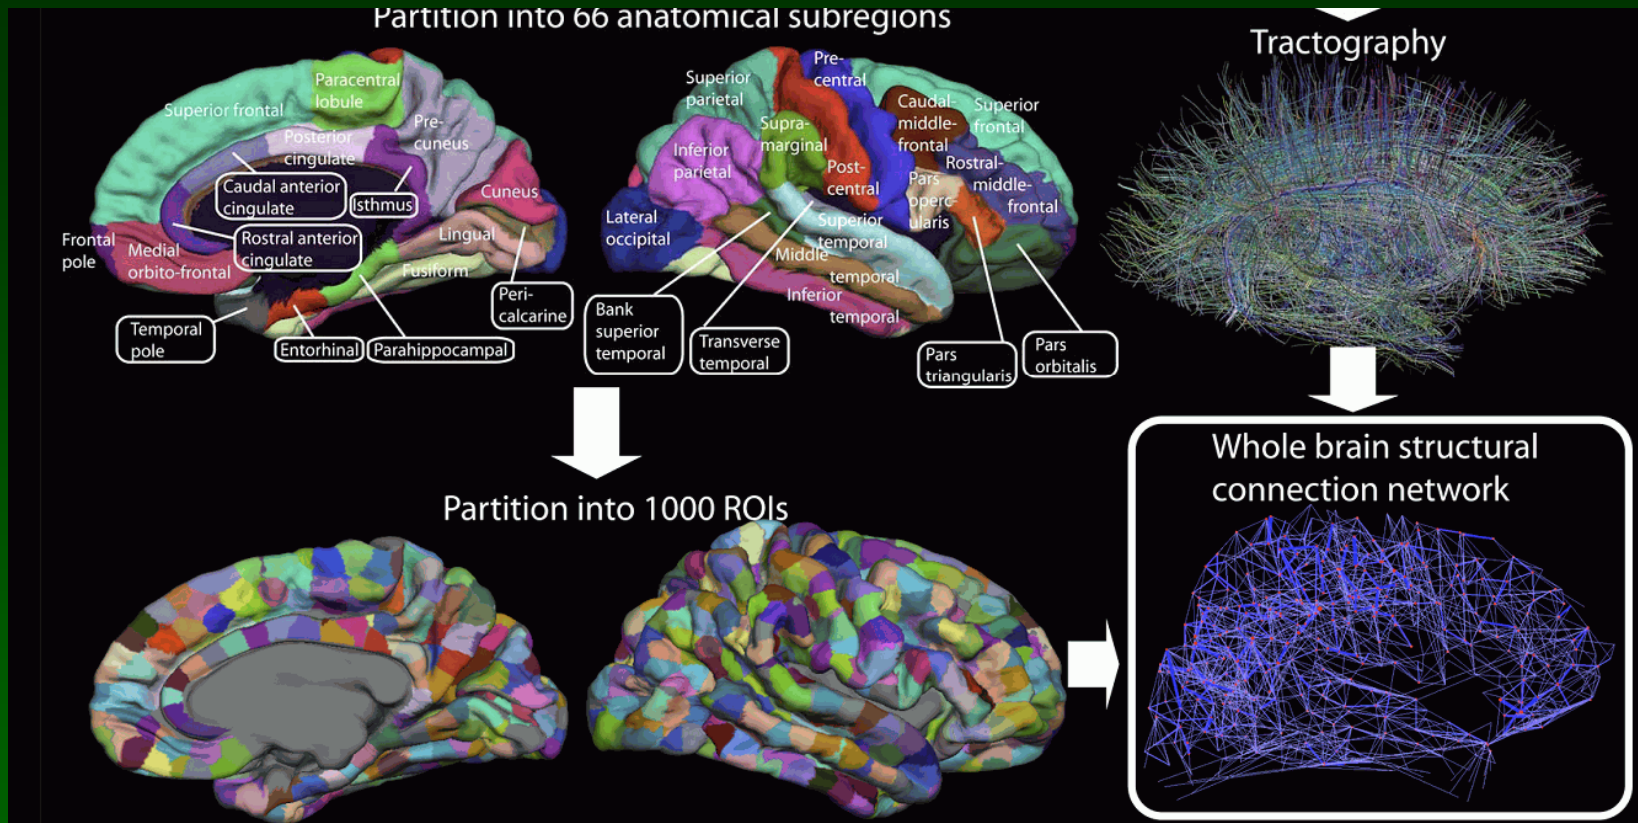 Partition into 66 anatomical subregions
Tractography
Superior frontal
Paracentral
lobule
Posterior
cingulate
Pre-
cuneus
Caudal anterior
cingulate
Isthmus
Cuneus
Rostral anterior
cingulate
Frontal
pole
Medial
orbito-frontal
Lingual
Fusiform
Peri-
calcarine
Temporal
pole
Entorhinal
Parahippocampal
Superior
parietal
Pre-
central
Caudal-
middle-
frontal
Superior
frontal
Supra-
marginal
Inferior
parietal
Post-
central
Rostral-
middle-
frontal
Pars
operc-
ularis
Lateral
occipital
Superior
temporal
Middle
temporal
Inferior
temporal
Bank
superior
temporal
Transverse
temporal
Pars
triangularis
Pars
orbitalis
Partition into 1000 ROIs
Whole brain structural
connection network